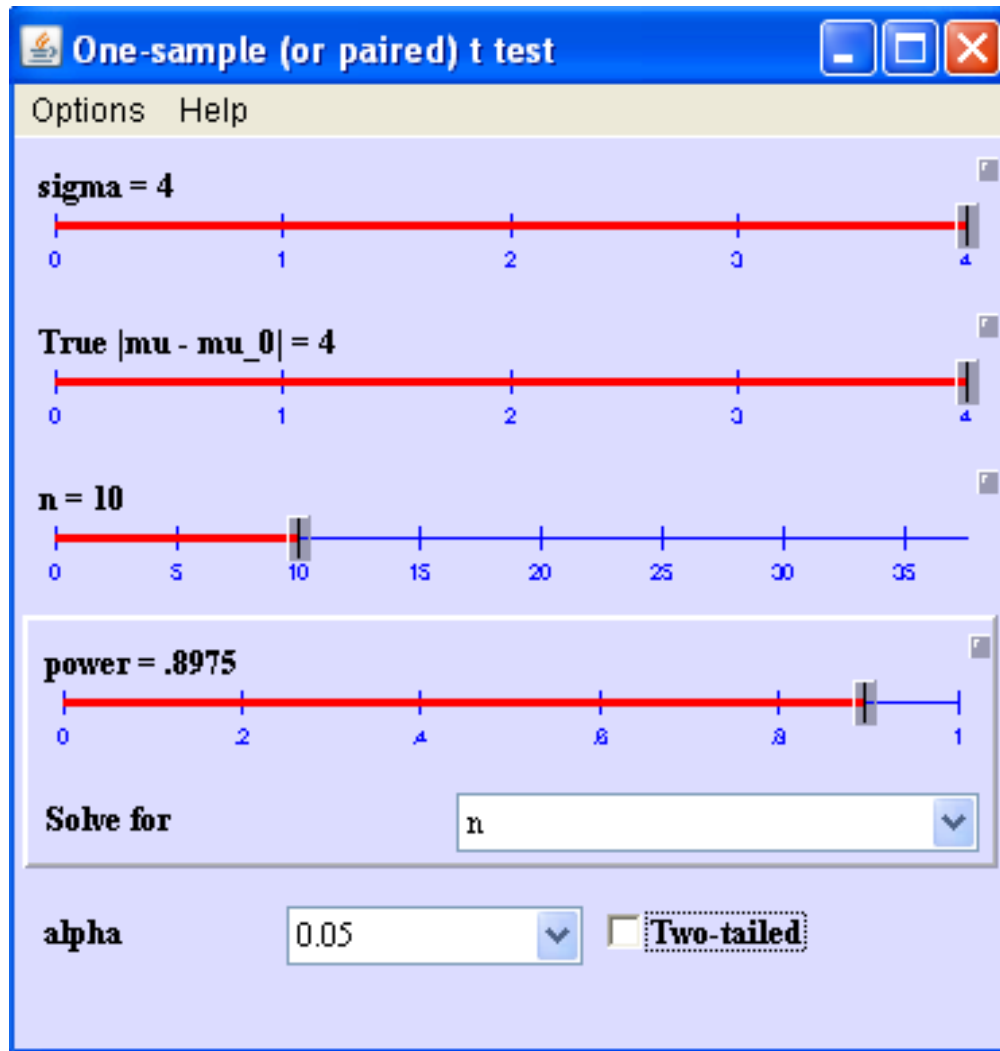 One-sample (or paired) t test
Options Help
sigma = 4
0 1 2 3 4
True |mu - mu_0| = 4
0 1 2 3 4
n = 10
0 5 10 15 20 25 30 35
power = .8975
0 .2 .4 .6 .8 1
Solve for n
alpha 0.05 Two-tailed